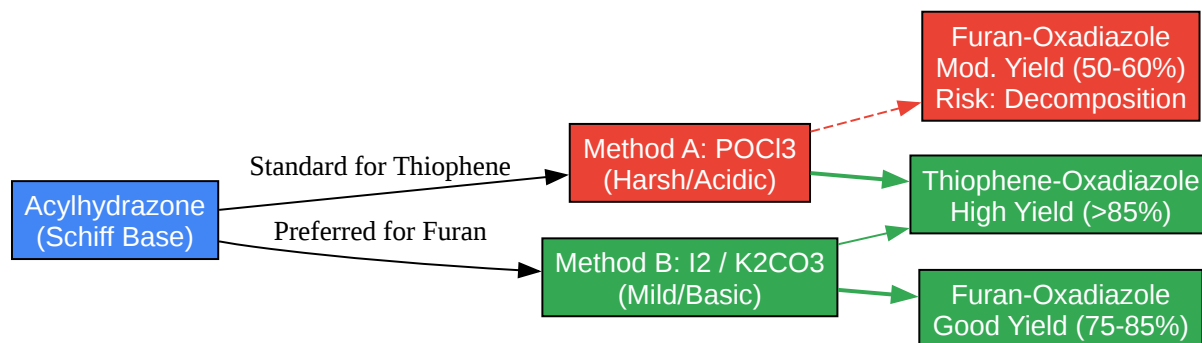 Acylhydrazone
(Schiff Base)
Standard for Thiophene
Preferred for Furan
Method A: POCl3
(Harsh/Acidic)
Method B: I2 / K2CO3
(Mild/Basic)
Furan-Oxadiazole
Mod. Yield (50-60%)
Risk: Decomposition
Thiophene-Oxadiazole
High Yield (>85%)
Furan-Oxadiazole
Good Yield (75-85%)